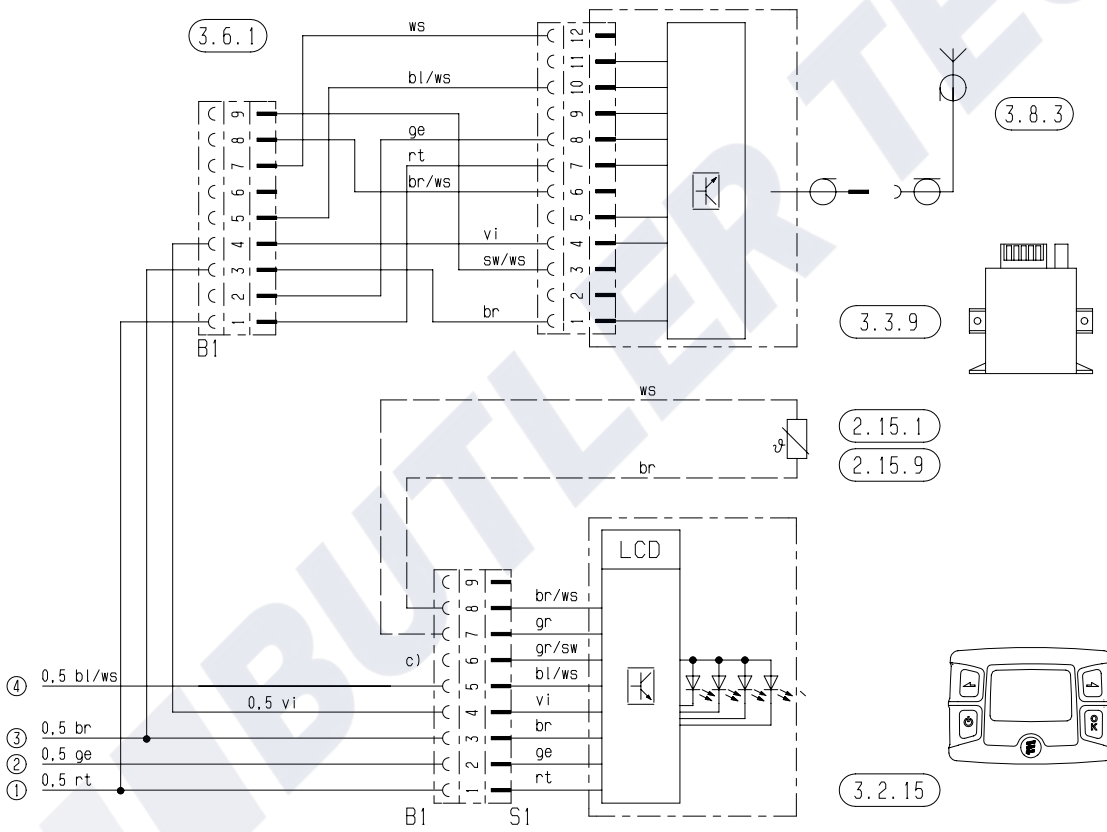 3.6.1
ws
bl/ws
ge
rt
br/ws
vi
sw/ws
br
9
8
7
6
5
4
3
2
1
B1
12
11
10
9
8
7
6
5
4
3
2
1
3.8.3
3.3.9
ws
br
ϑ
2.15.1
2.15.9
LCD
9
8
7
6
5
4
3
2
1
c)
br/ws
gr
gr/sw
bl/ws
vi
br
ge
rt
4 0,5 bl/ws
0,5 vi
3 0,5 br
2 0,5 ge
1 0,5 rt
B1
S1
OK
3.2.15